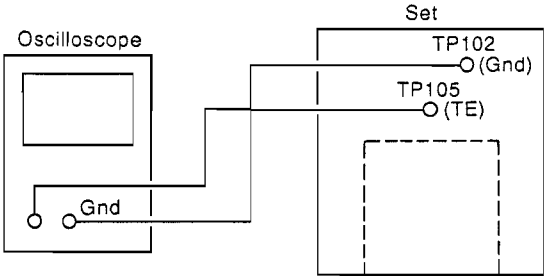 Set
Oscilloscope
TP102
(Gnd)
TP105
(TE)
Gnd